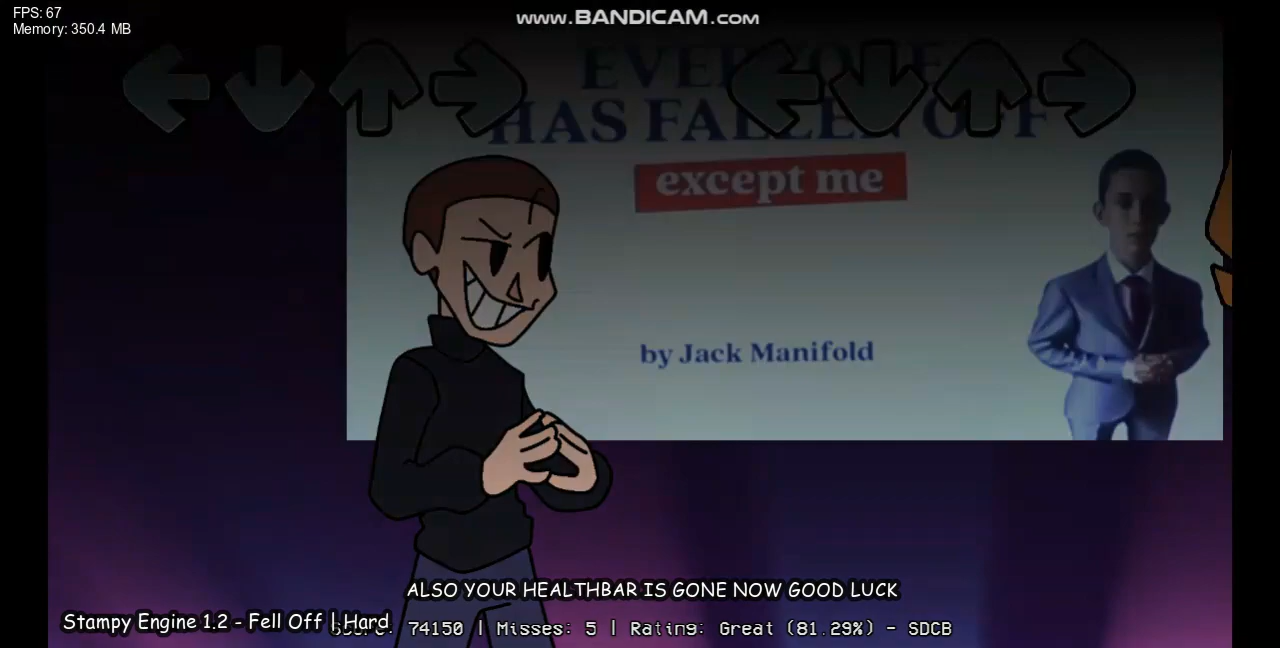 FPS: 67
Memory: 350.4 MB
www.BANDICAM.com
EVERYONE
HAS FALLEN OFF
except me
by Jack Manifold
ALSO YOUR HEALTHBAR IS GONE NOW GOOD LUCK
Stampy Engine 1.2 - Fell Off | Hard
Score: 74150 | Misses: 5 | Rating: Great (81.29%) - SDCB